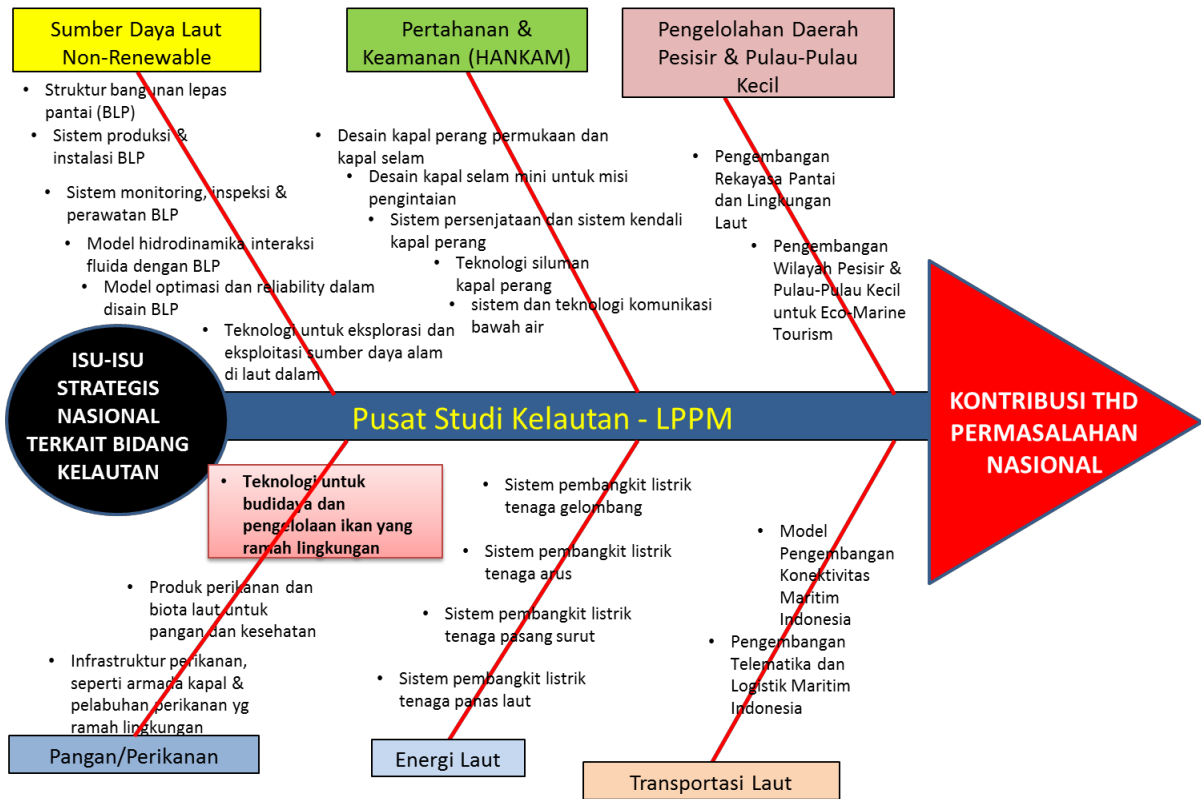 Sumber Daya Laut
Non-Renewable
• Struktur bangunan lepas
pantai (BLP)
• Sistem produksi &
instalasi BLP
• Sistem monitoring, inspeksi &
perawatan BLP
• Model hidrodinamika interaksi
fluida dengan BLP
• Model optimasi dan reliability dalam
disain BLP
• Teknologi untuk eksplorasi dan
eksploitasi sumber daya alam
di laut dalam
Pertahanan &
Keamanan (HANKAM)
• Desain kapal perang permukaan dan
kapal selam
• Desain kapal selam mini untuk misi
pengintaian
• Sistem persenjataan dan sistem kendali
kapal perang
• Teknologi siluman
kapal perang
• sistem dan teknologi komunikasi
bawah air
Pengelolahan Daerah
Pesisir & Pulau-Pulau
Kecil
• Pengembangan
Rekayasa Pantai
dan Lingkungan
Laut
• Pengembangan
Wilayah Pesisir &
Pulau-Pulau Kecil
untuk Eco-Marine
Tourism
ISU-ISU
STRATEGIS
NASIONAL
TERKAIT BIDANG
KELAUTAN
Pusat Studi Kelautan - LPPM
KONTRIBUSI THD
PERMASALAHAN
NASIONAL
• Teknologi untuk
budidaya dan
pengelolaan ikan yang
ramah lingkungan
• Produk perikanan dan
biota laut untuk
pangan dan kesehatan
• Infrastruktur perikanan,
seperti armada kapal &
pelabuhan perikanan yg
ramah lingkungan
Pangan/Perikanan
• Sistem pembangkit listrik
tenaga gelombang
• Sistem pembangkit listrik
tenaga arus
• Sistem pembangkit listrik
tenaga pasang surut
• Sistem pembangkit listrik
tenaga panas laut
Energi Laut
• Model
Pengembangan
Konektivitas
Maritim
Indonesia
• Pengembangan
Telematika dan
Logistik Maritim
Indonesia
Transportasi Laut